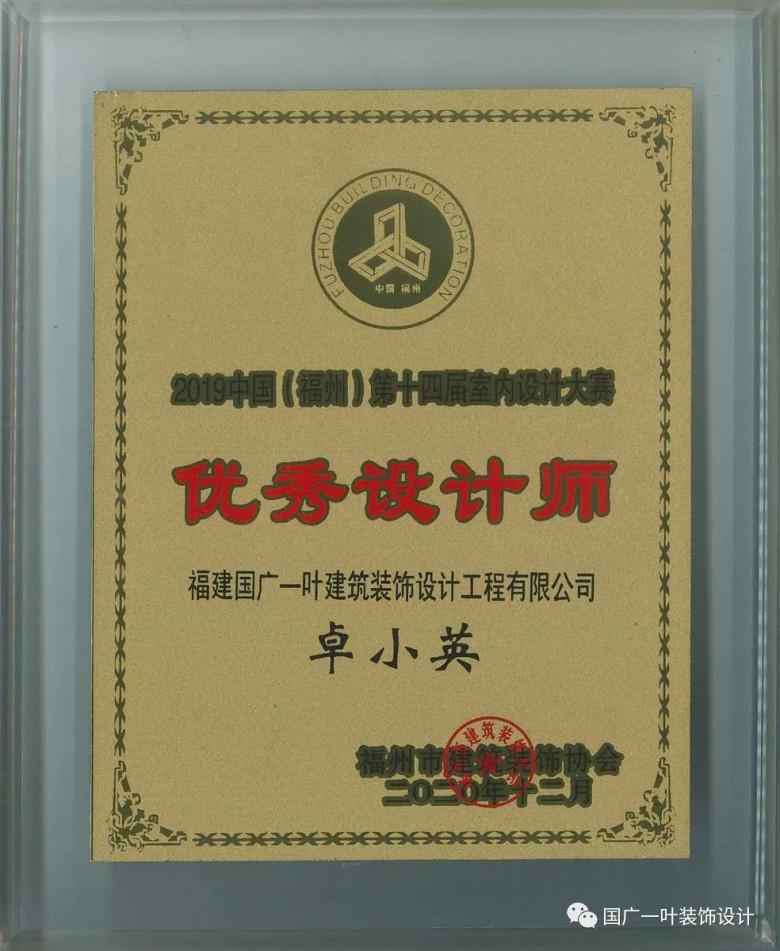 FUZHOU BUILDING DECORATION
中国 福州
2019中国(福州)第十四届室内设计大赛
优秀设计师
福建国广一叶建筑装饰设计工程有限公司
卓小英
福州市建筑装饰协会
二〇二〇年十二月
建筑装饰
国广一叶装饰设计